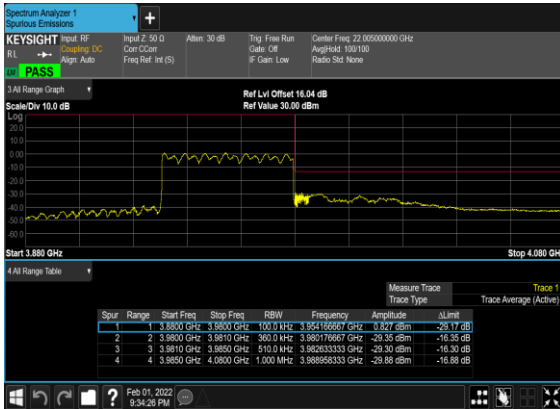 Spectrum Analyzer 1
Spurious Emissions
+
KEYSIGHT Input: RF Input Z: 50 Ω Atten: 30 dB Trig: Free Run Center Freq: 22.005000000 GHz
RL Coupling: DC Corr CCorr Gate: Off Avg|Hold: 100/100
Align: Auto Freq Ref: Int (S) IF Gain: Low Radio Std: None
PASS
3 All Range Graph
Ref Lvl Offset 16.04 dB
Scale/Div 10.0 dB Ref Value 30.00 dBm
Log
20.0
10.0
0.00
-10.0
-20.0
-30.0
-40.0
-50.0
-60.0
Start 3.880 GHz Stop 4.080 GH
4 All Range Table
Measure Trace Trace 1
Trace Type Trace Average (Active)
Spur Range Start Freq Stop Freq RBW Frequency Amplitude ΔLimit
1 1 3.8800 GHz 3.9800 GHz 100.0 kHz 3.954166667 GHz 0.827 dBm -29.17 dB
2 2 3.9800 GHz 3.9810 GHz 360.0 kHz 3.980176667 GHz -29.35 dBm -16.35 dB
3 3 3.9810 GHz 3.9850 GHz 510.0 kHz 3.982633333 GHz -29.30 dBm -16.30 dB
4 4 3.9850 GHz 4.0800 GHz 1.000 MHz 3.988958333 GHz -29.88 dBm -16.88 dB
? Feb 01, 2022
9:34:26 PM